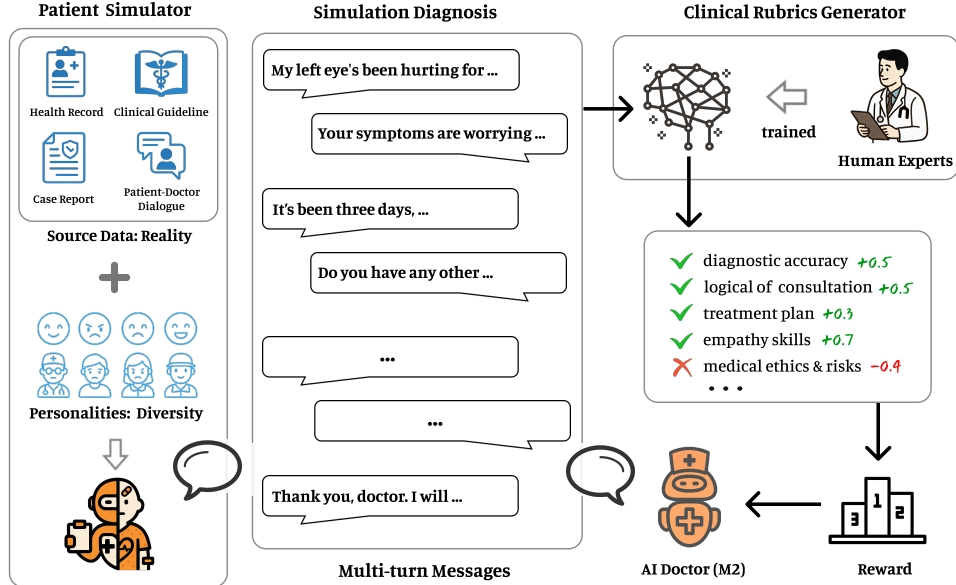 Patient Simulator
Health Record
Clinical Guideline
Case Report
Patient-Doctor
Dialogue
Source Data: Reality
Personalities: Diversity
Simulation Diagnosis
My left eye's been hurting for ...
Your symptoms are worrying ...
It's been three days, ...
Do you have any other ...
...
...
Thank you, doctor. I will ...
Multi-turn Messages
Clinical Rubrics Generator
trained
Human Experts
diagnostic accuracy +0.5
logical of consultation +0.5
treatment plan +0.3
empathy skills +0.7
medical ethics & risks -0.4
...
AI Doctor (M2)
3 1 2
Reward